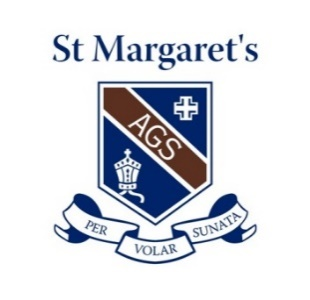 St Margaret's
AGS
PER
VOLAR
SUNATA